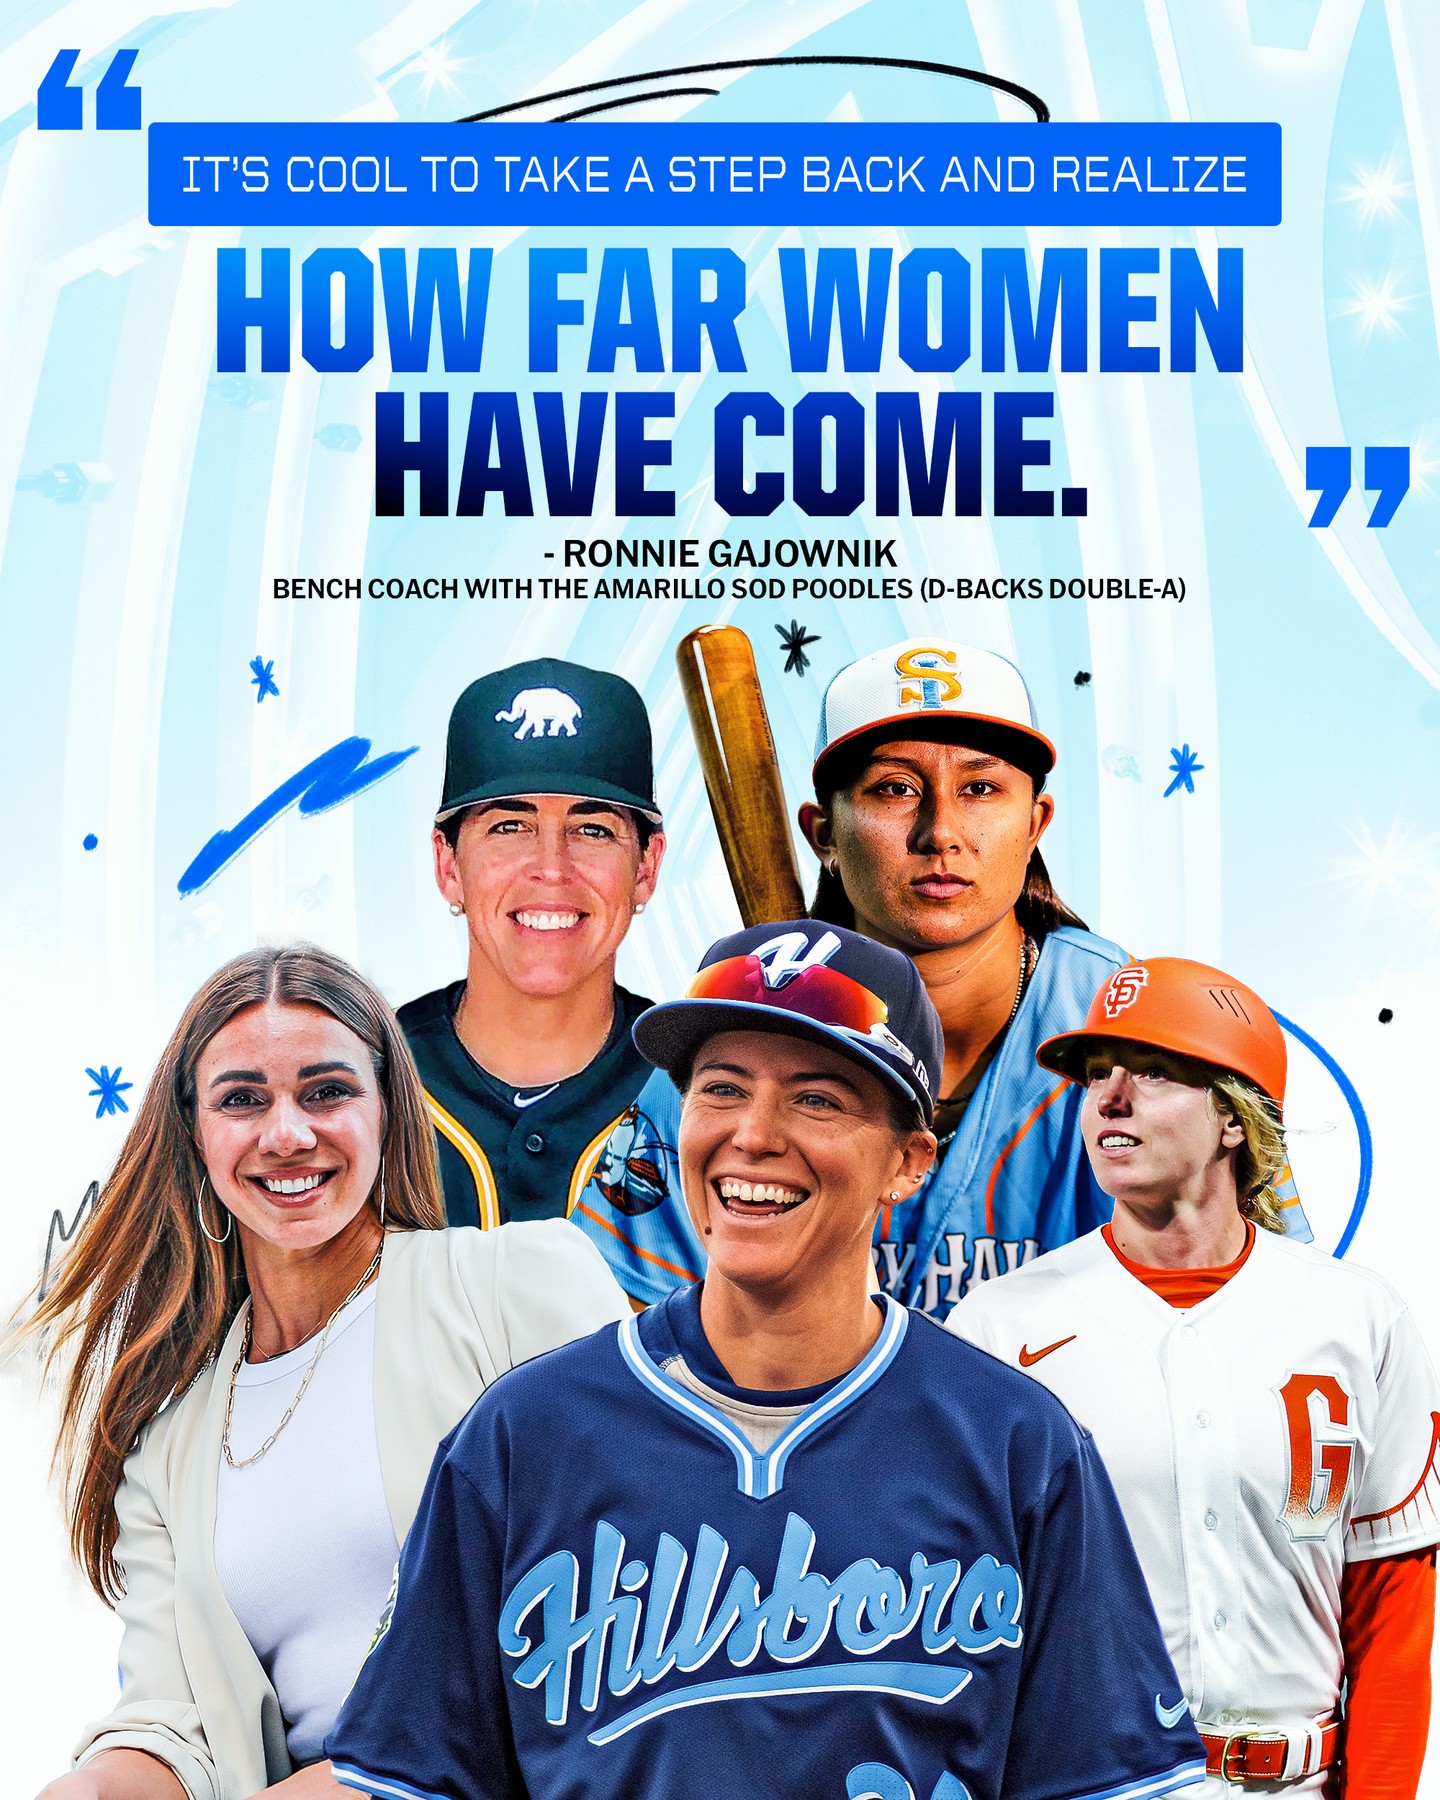 “
IT’S COOL TO TAKE A STEP BACK AND REALIZE
HOW FAR WOMEN
HAVE COME.
”
- RONNIE GAJOWNIK
BENCH COACH WITH THE AMARILLO SOD POODLES (D-BACKS DOUBLE-A)
SI
H
SF
G
Hillsboro